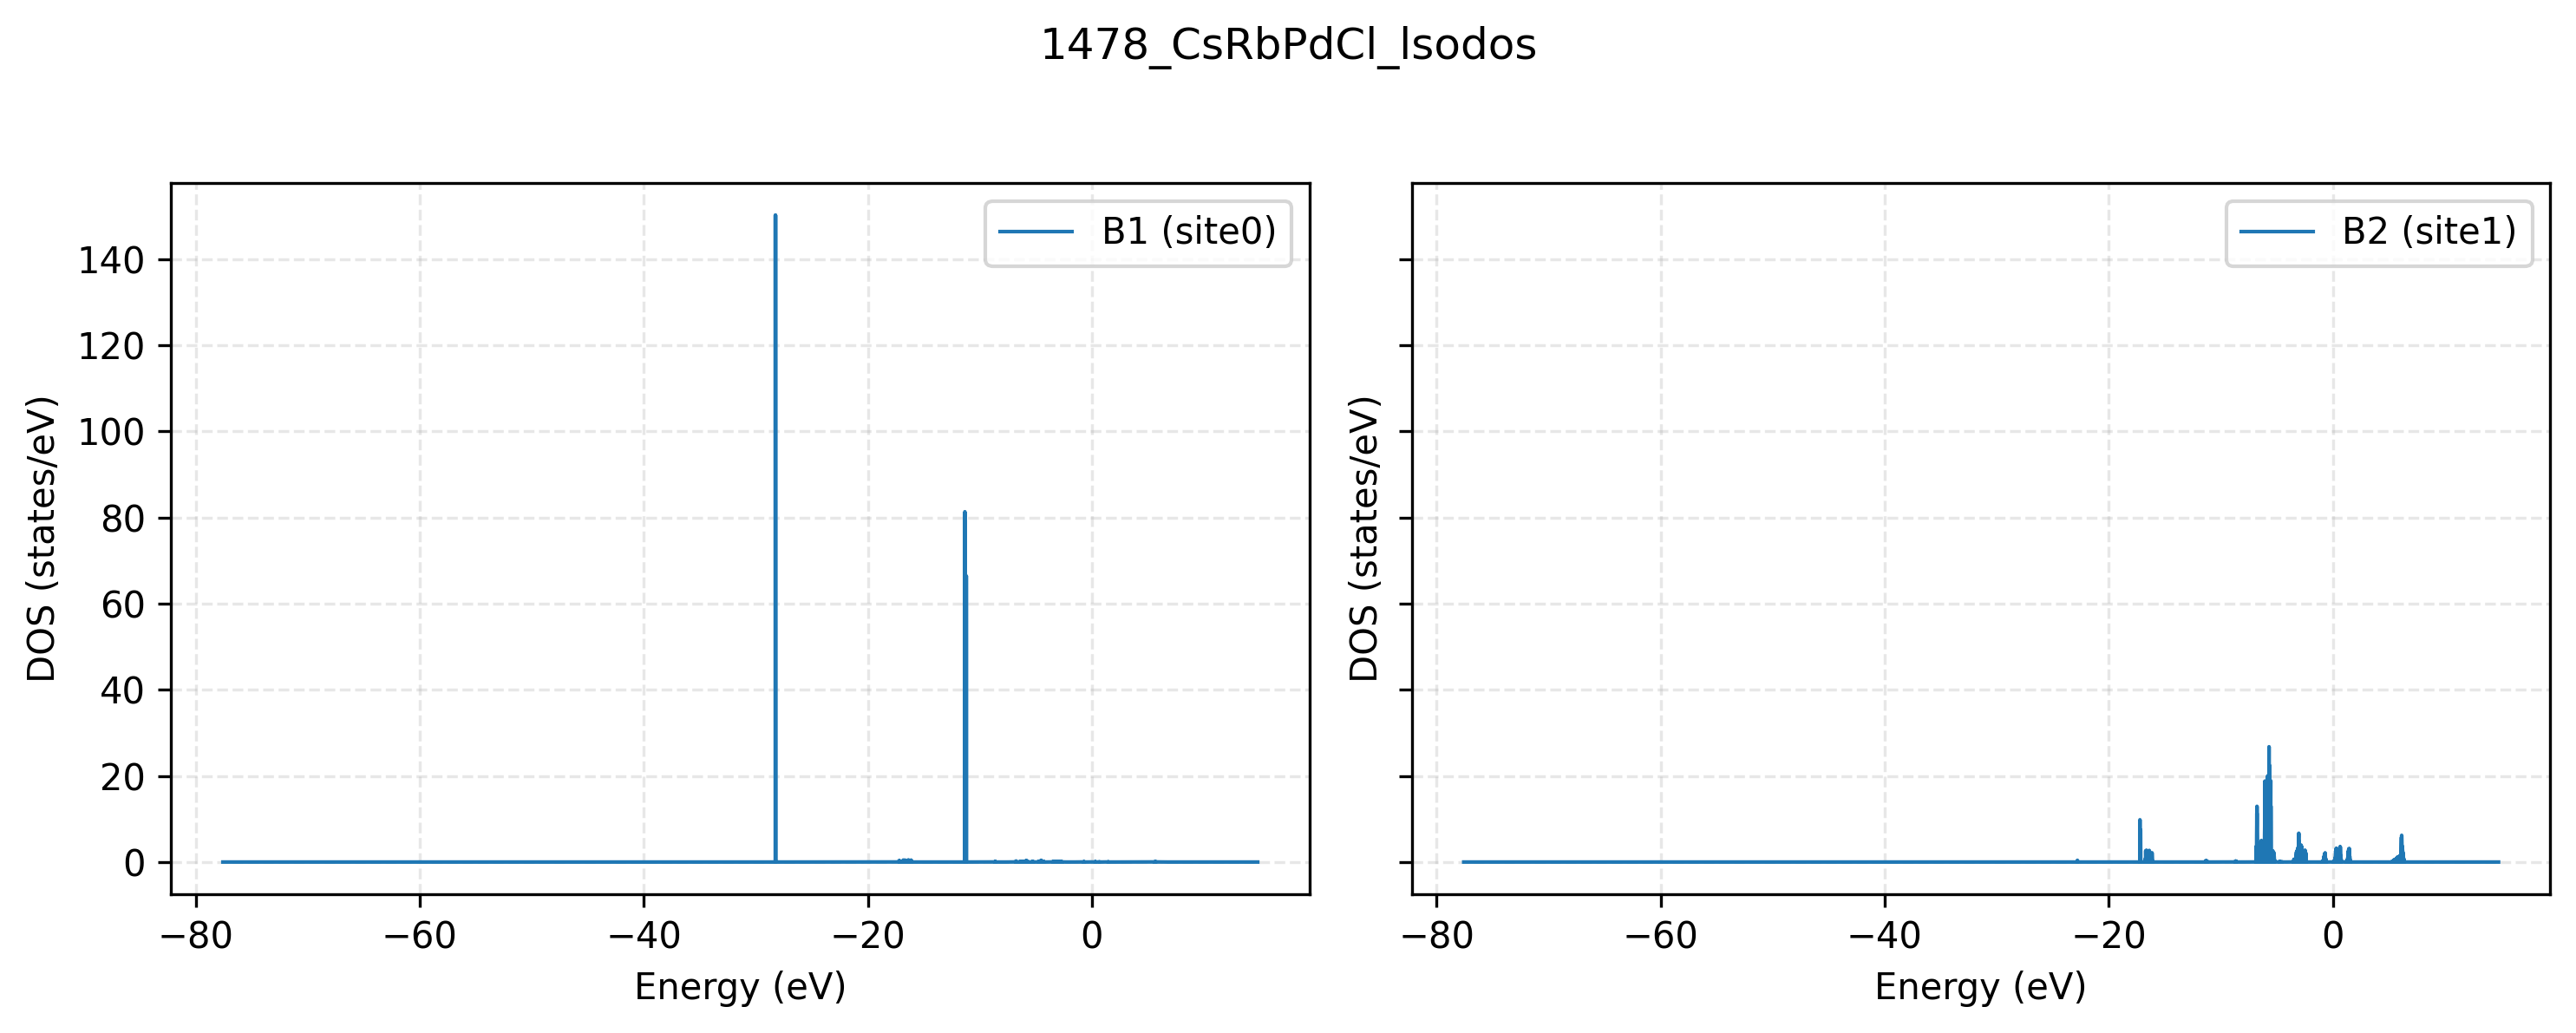 1478_CsRbPdCl_lsodos
DOS (states/eV)
140
120
100
80
60
40
20
0
B1 (site0)
−80 −60 −40 −20 0
Energy (eV)
DOS (states/eV)
B2 (site1)
−80 −60 −40 −20 0
Energy (eV)